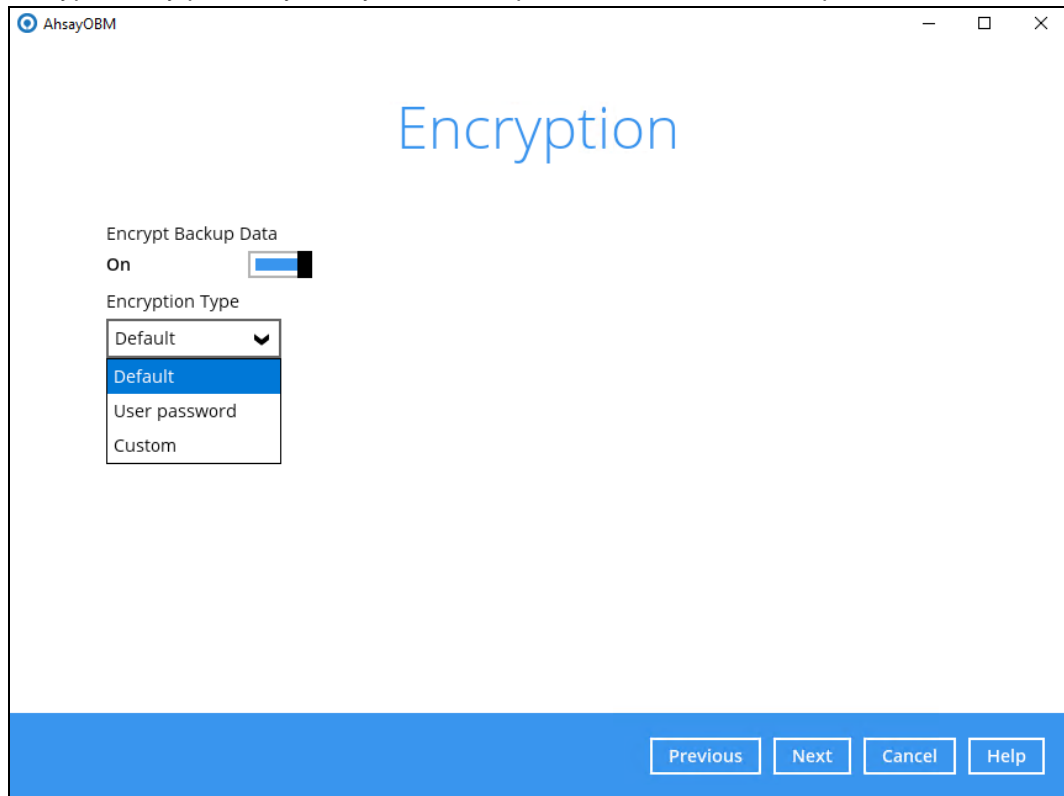 AhsayOBM
Encryption
Encrypt Backup Data
On
Encryption Type
Default
Default
User password
Custom
Previous Next Cancel Help